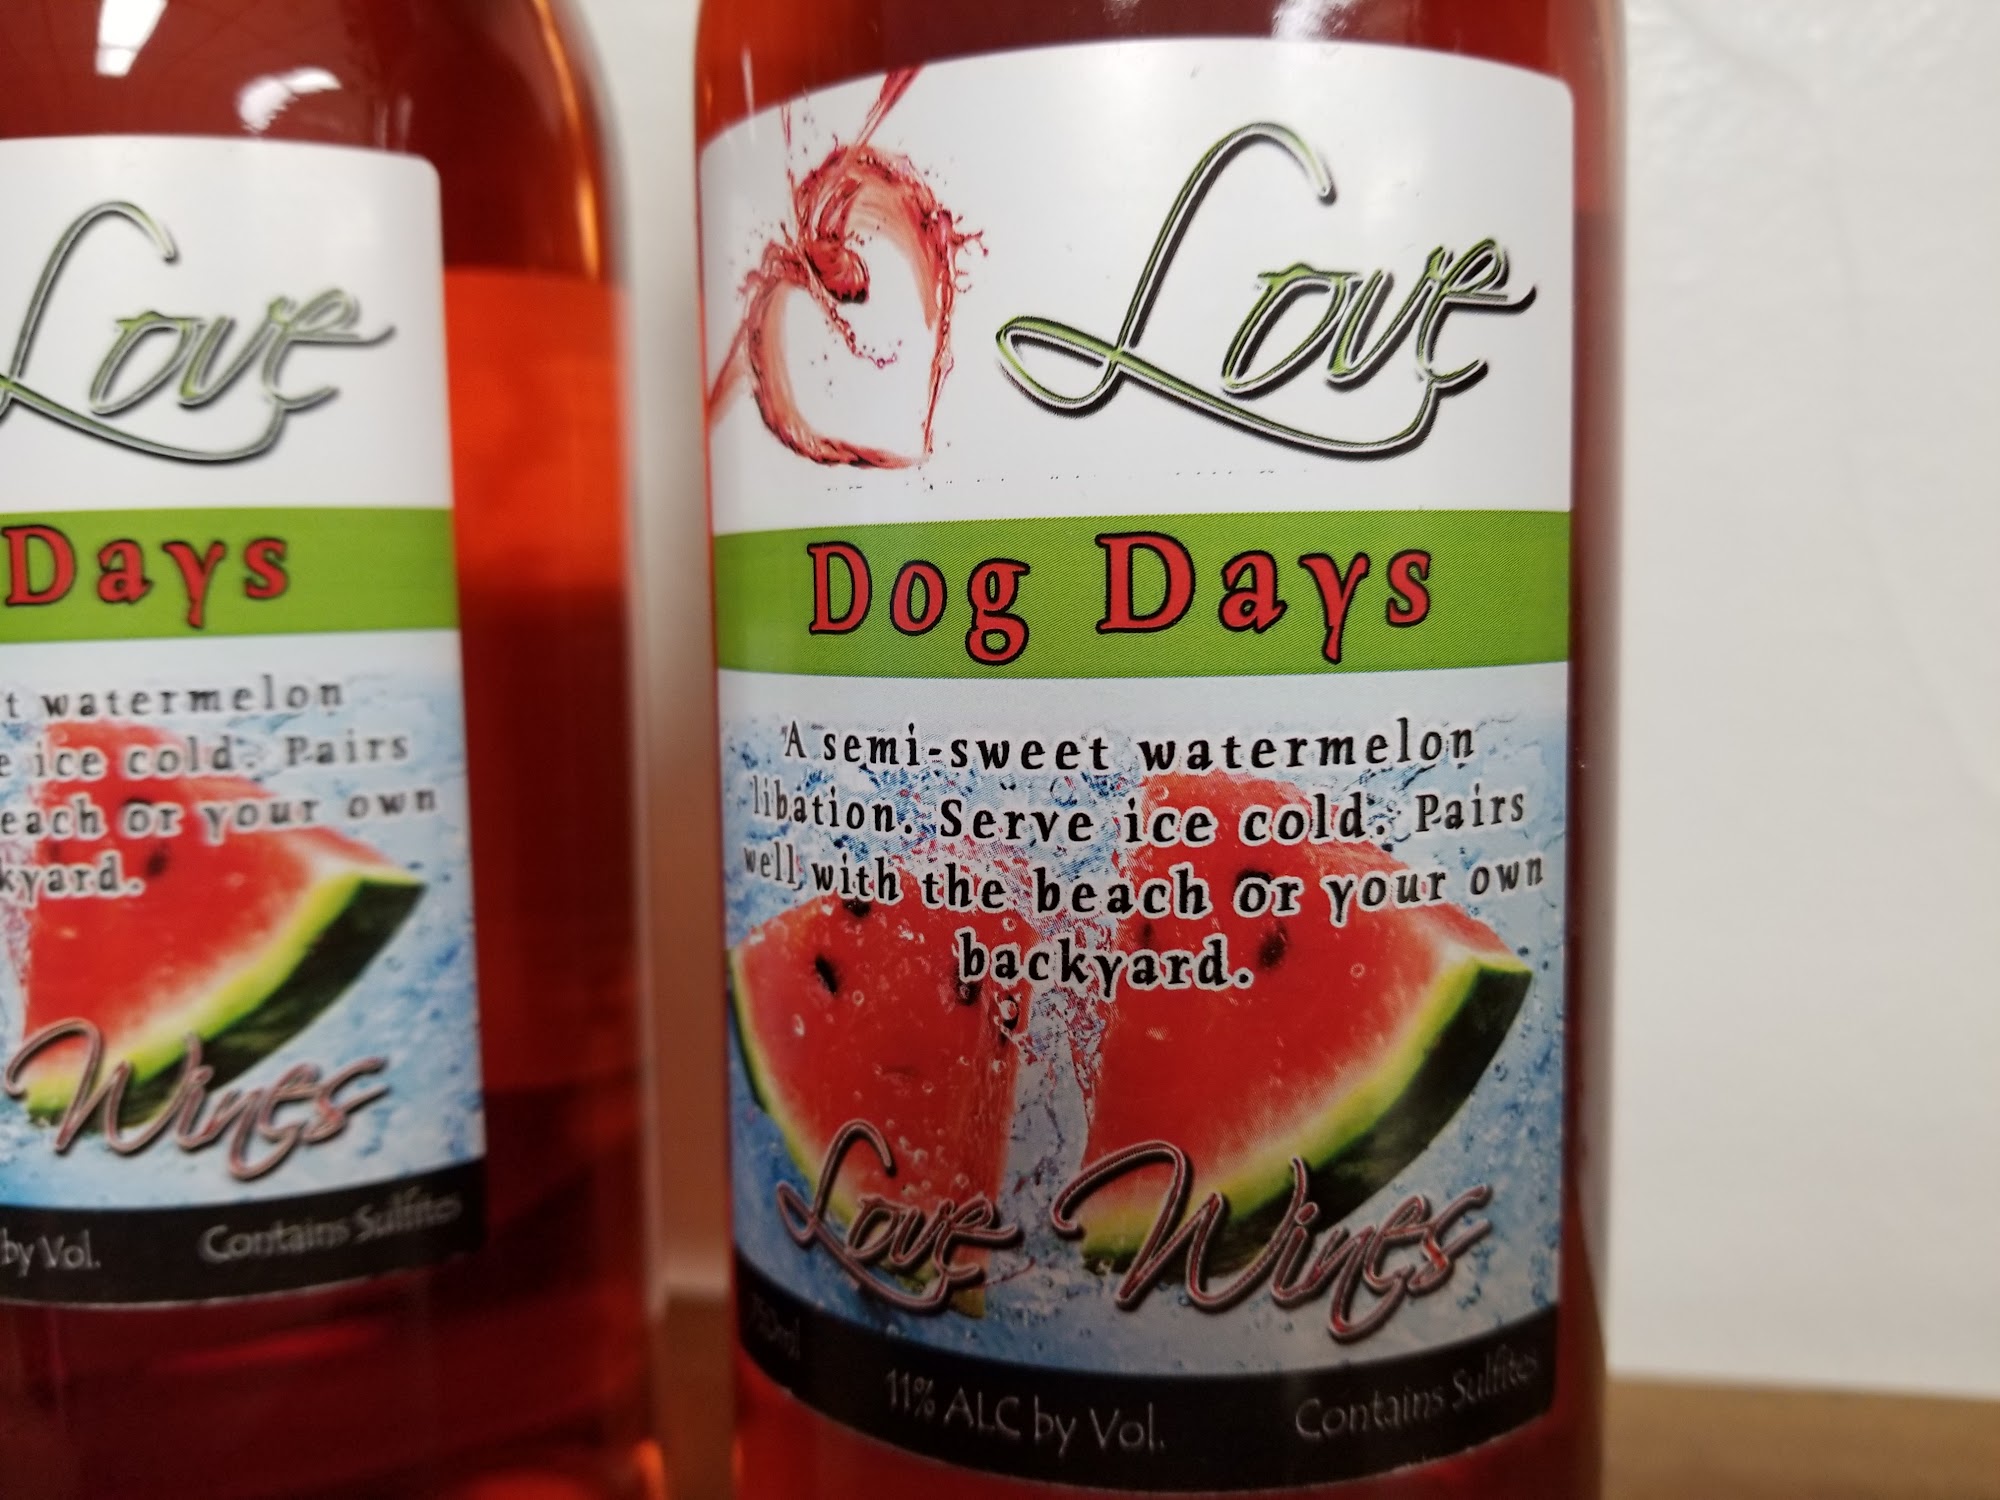 Love
Days
t watermelon
e ice cold. Pairs
each or your own
kyard.
Wines
by Vol. Contains Sulfites
Love
Dog Days
A semi-sweet watermelon
libation. Serve ice cold. Pairs
well with the beach or your own
backyard.
Love Wines
750ml 11% ALC by Vol. Contains Sulfites